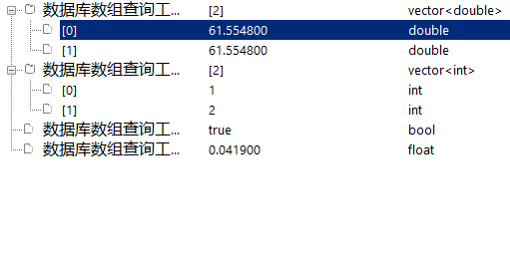 数据库数组查询工... [2] vector<double>
[0] 61.554800 double
[1] 61.554800 double
数据库数组查询工... [2] vector<int>
[0] 1 int
[1] 2 int
数据库数组查询工... true bool
数据库数组查询工... 0.041900 float